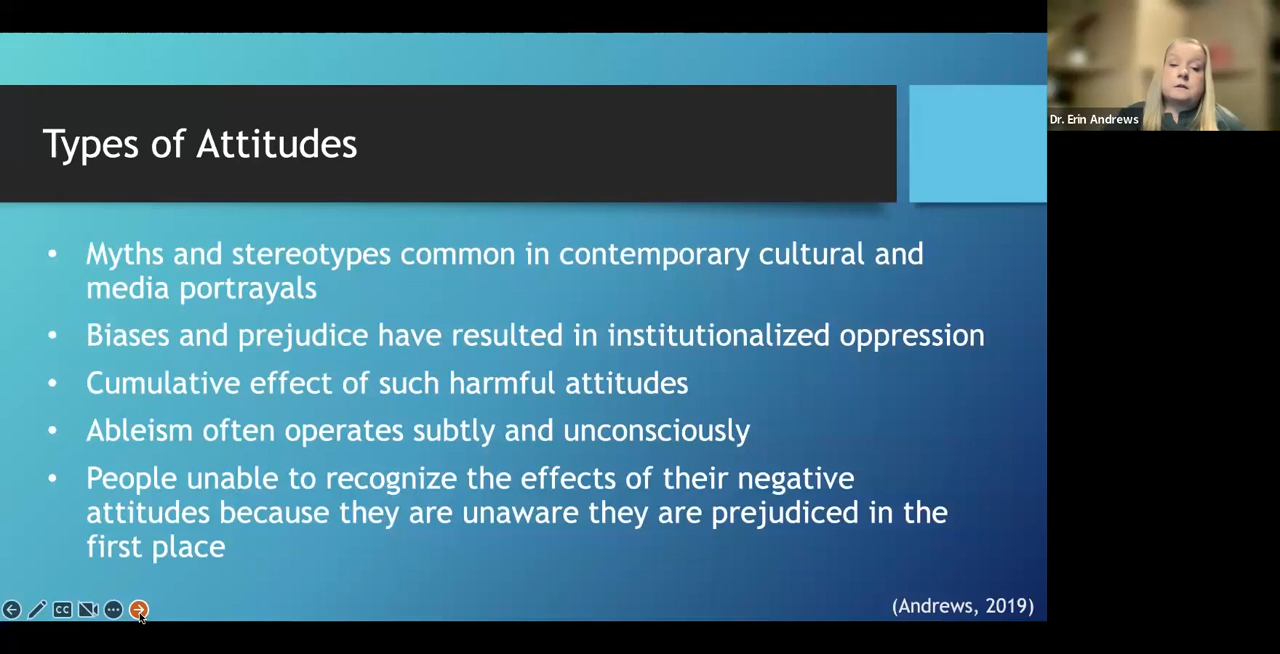 Types of Attitudes
Dr. Erin Andrews
• Myths and stereotypes common in contemporary cultural and
media portrayals
• Biases and prejudice have resulted in institutionalized oppression
• Cumulative effect of such harmful attitudes
• Ableism often operates subtly and unconsciously
• People unable to recognize the effects of their negative
attitudes because they are unaware they are prejudiced in the
first place
CC
(Andrews, 2019)